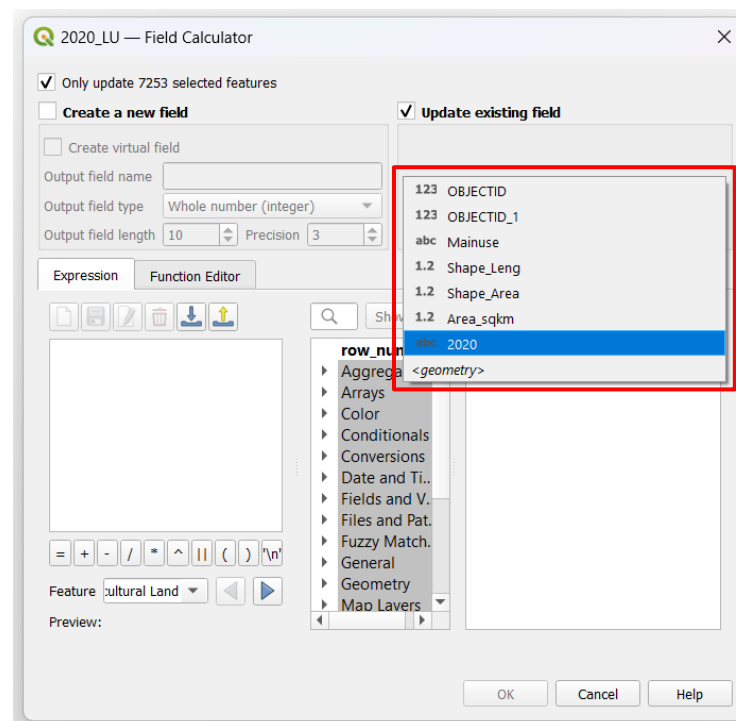 2020_LU — Field Calculator
Only update 7253 selected features
Create a new field
Update existing field
Create virtual field
Output field name
Output field type Whole number (integer)
Output field length 10 Precision 3
123 OBJECTID
123 OBJECTID_1
abc Mainuse
1.2 Shape_Leng
1.2 Shape_Area
1.2 Area_sqkm
abc 2020
<geometry>
Expression Function Editor
row_nu
Aggrega
Arrays
Color
Conditionals
Conversions
Date and Ti..
Fields and V.
Files and Pat.
Fuzzy Match.
General
Geometry
Map Layers
= + - / * ^ || ( ) '\n'
Feature :ultural Land
Preview:
OK Cancel Help